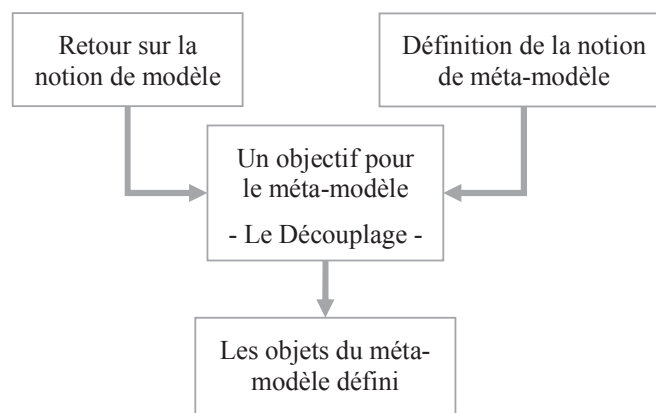 Retour sur la
notion de modèle
Définition de la notion
de méta-modèle
Un objectif pour
le méta-modèle
- Le Découplage -
Les objets du méta-
modèle défini